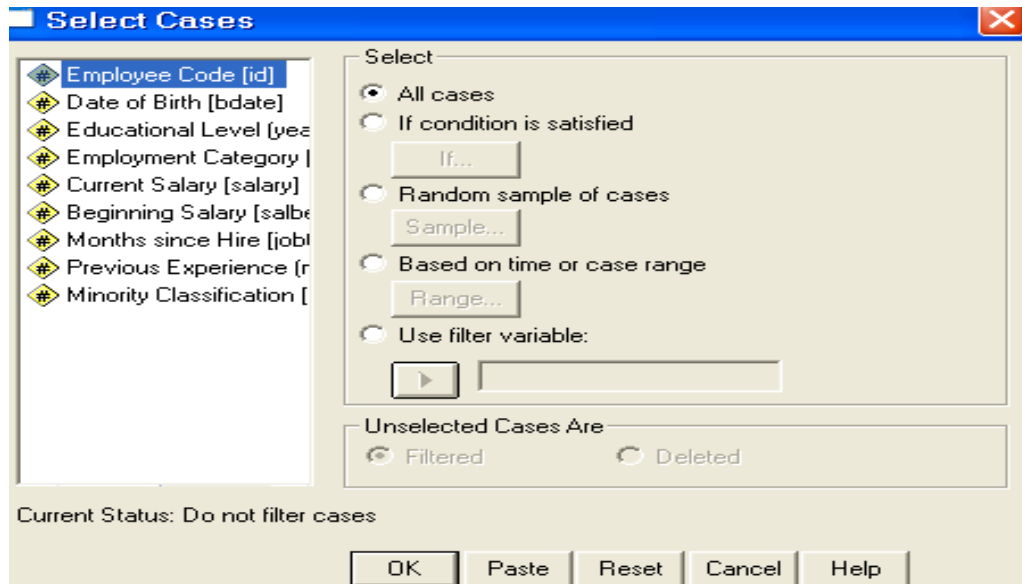 Select Cases
Employee Code [id]
Date of Birth [bdate]
Educational Level (yea
Employment Category [
Current Salary [salary]
Beginning Salary [salbe
Months since Hire [jobt
Previous Experience (r
Minority Classification [
Select
All cases
If condition is satisfied
If...
Random sample of cases
Sample...
Based on time or case range
Range...
Use filter variable:
Unselected Cases Are
Filtered
Deleted
Current Status: Do not filter cases
OK
Paste
Reset
Cancel
Help